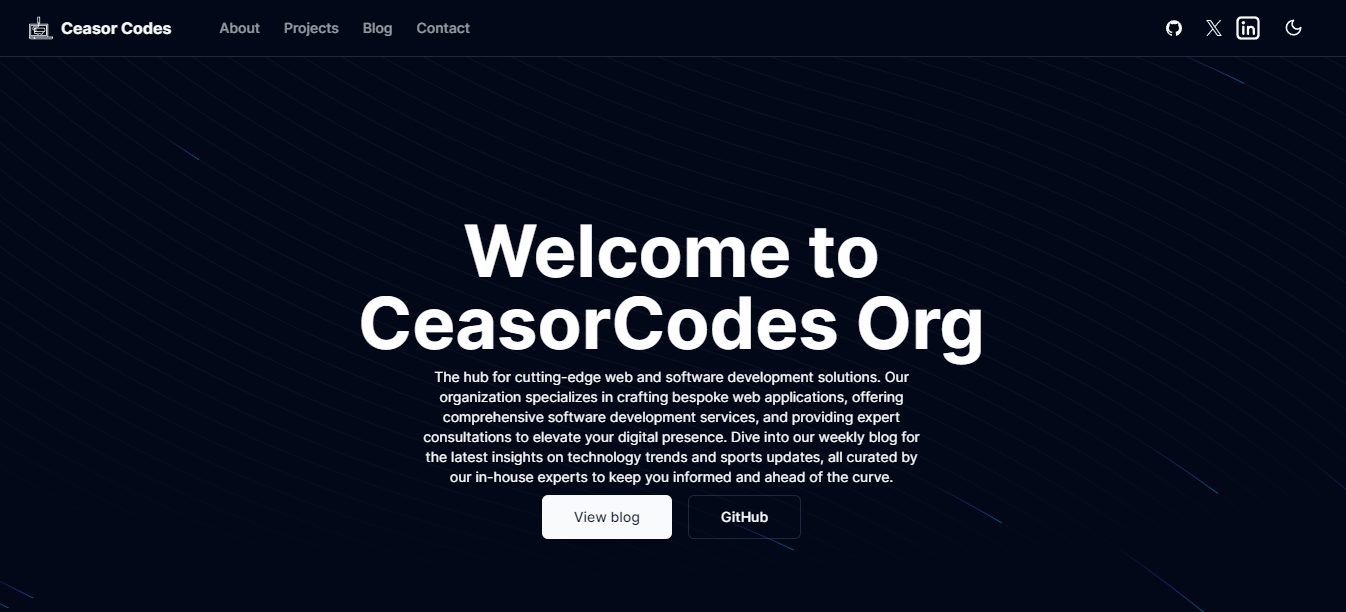 Ceasor Codes About Projects Blog Contact
Welcome to
CeasorCodes Org
The hub for cutting-edge web and software development solutions. Our
organization specializes in crafting bespoke web applications, offering
comprehensive software development services, and providing expert
consultations to elevate your digital presence. Dive into our weekly blog for
the latest insights on technology trends and sports updates, all curated by
our in-house experts to keep you informed and ahead of the curve.
View blog GitHub